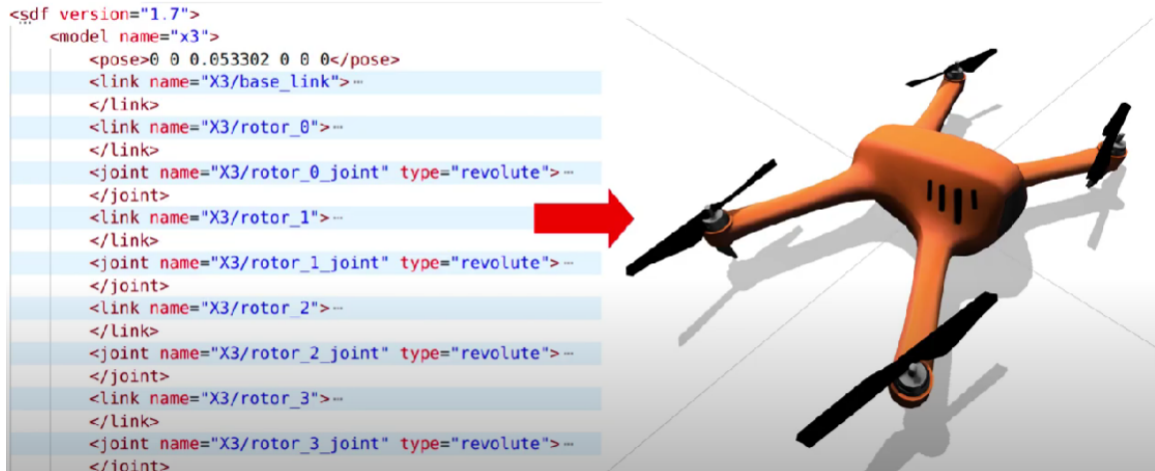 <sdf version="1.7">
<model name="x3">
<pose>0 0 0.053302 0 0 0</pose>
<link name="X3/base_link">…
</link>
<link name="X3/rotor_0">…
</link>
<joint name="X3/rotor_0_joint" type="revolute">…
</joint>
<link name="X3/rotor_1">…
</link>
<joint name="X3/rotor_1_joint" type="revolute">…
</joint>
<link name="X3/rotor_2">…
</link>
<joint name="X3/rotor_2_joint" type="revolute">…
</joint>
<link name="X3/rotor_3">…
</link>
<joint name="X3/rotor_3_joint" type="revolute">…
</joint>